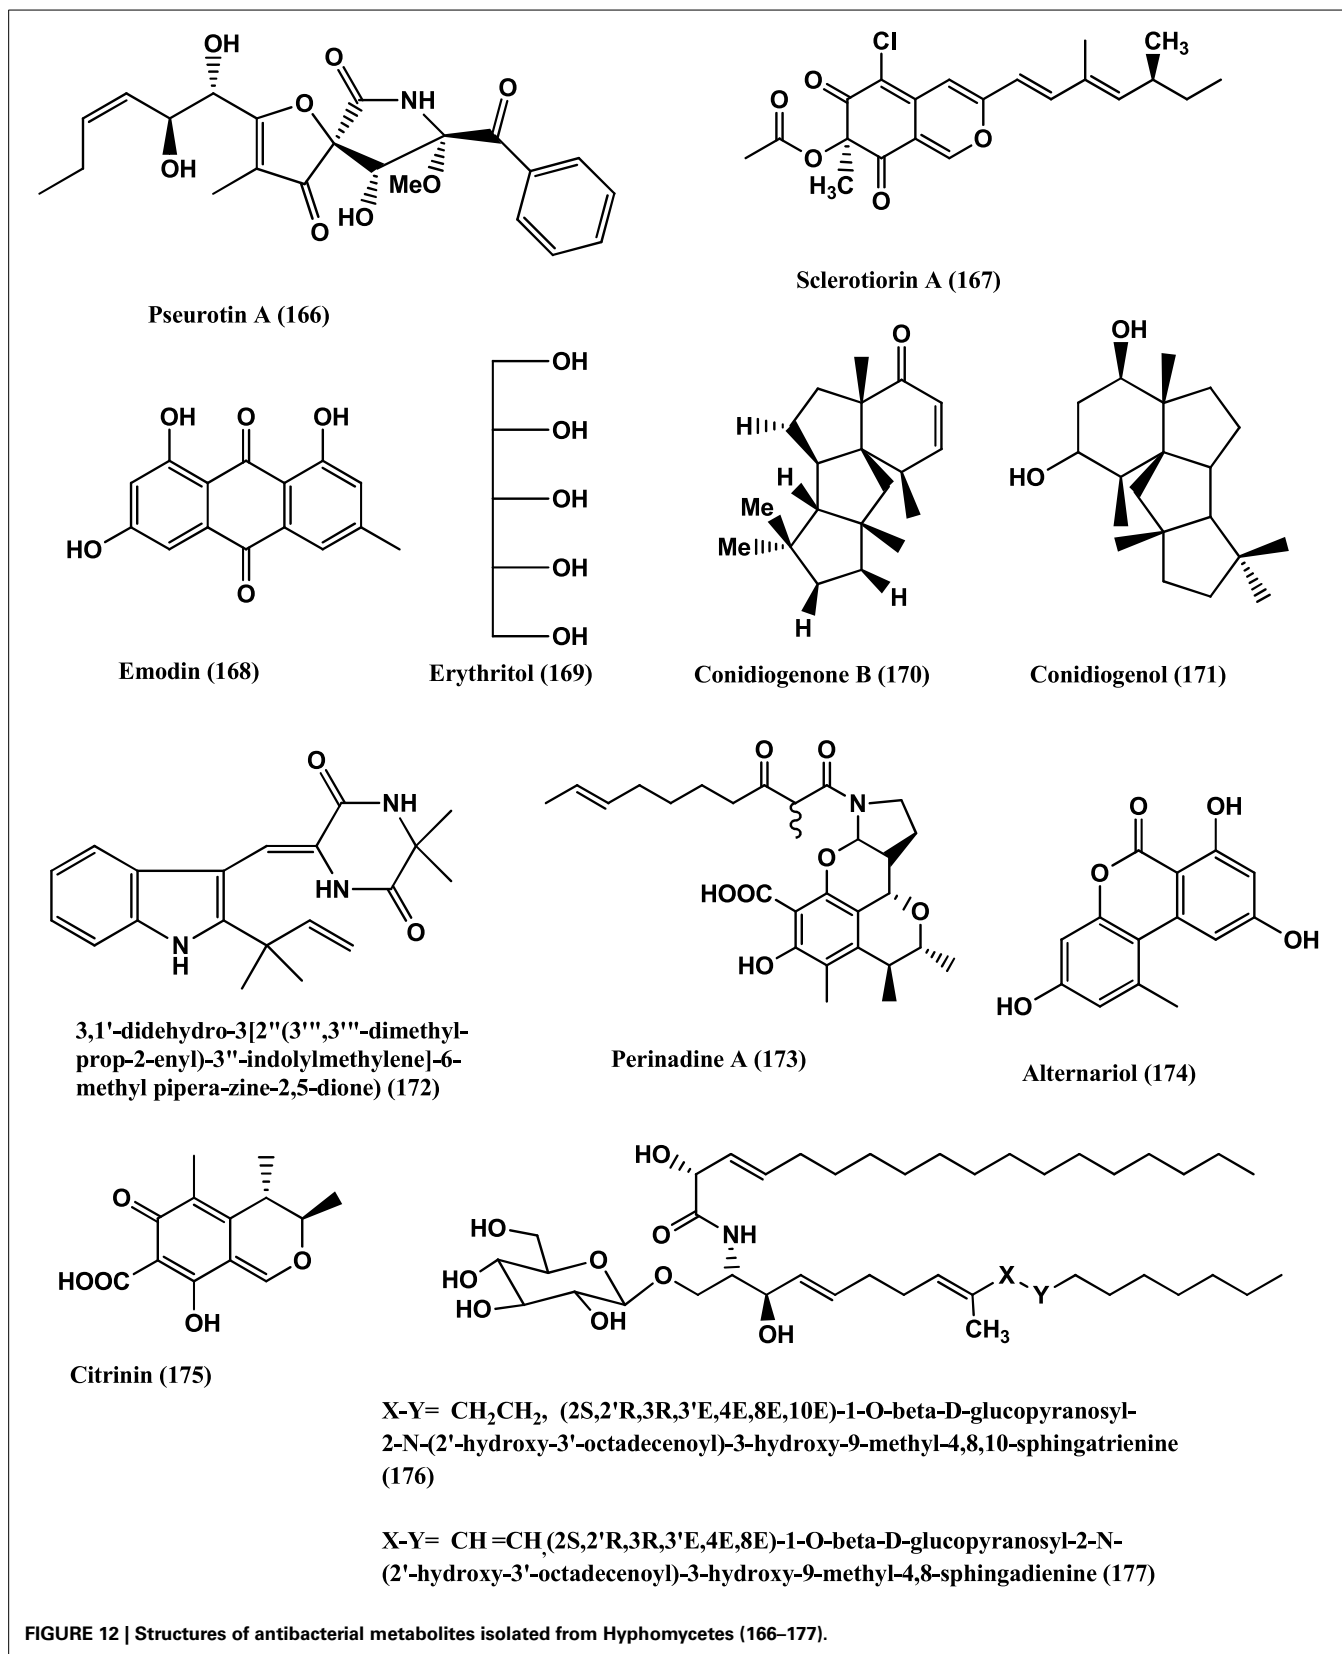 OH
O
O
NH
O
OH
MeO
HO
O
Pseurotin A (166)
Cl
CH3
O
O
O
O
H3C
O
Sclerotiorin A (167)
OH
O
OH
HO
O
Emodin (168)
OH
OH
OH
OH
OH
Erythritol (169)
O
H
H
Me
Me
H
H
Conidiogenone B (170)
OH
HO
Conidiogenol (171)
O
NH
HN
O
N
H
3,1'-didehydro-3[2"(3'",3'"-dimethyl-
prop-2-enyl)-3"-indolylmethylene]-6-
methyl pipera-zine-2,5-dione) (172)
O
O
N
O
HOOC
O
HO
Perinadine A (173)
O
OH
O
OH
HO
Alternariol (174)
O
HOOC
O
OH
Citrinin (175)
HO
O
NH
HO
O
O
HO
HO
OH
OH
X
Y
CH3
X-Y= CH2CH2, (2S,2'R,3R,3'E,4E,8E,10E)-1-O-beta-D-glucopyranosyl-
2-N-(2'-hydroxy-3'-octadecenoyl)-3-hydroxy-9-methyl-4,8,10-sphingatrienine
(176)
X-Y= CH=CH,(2S,2'R,3R,3'E,4E,8E)-1-O-beta-D-glucopyranosyl-2-N-
(2'-hydroxy-3'-octadecenoyl)-3-hydroxy-9-methyl-4,8-sphingadienine (177)
FIGURE 12 | Structures of antibacterial metabolites isolated from Hyphomycetes (166–177).